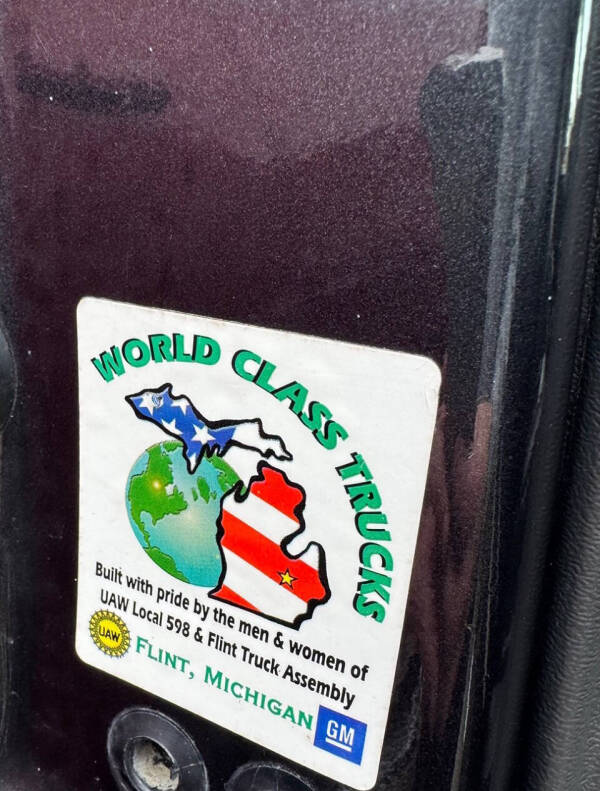 WORLD CLASS TRUCKS
Built with pride by the men & women of
UAW Local 598 & Flint Truck Assembly
UAW
FLINT, MICHIGAN
GM